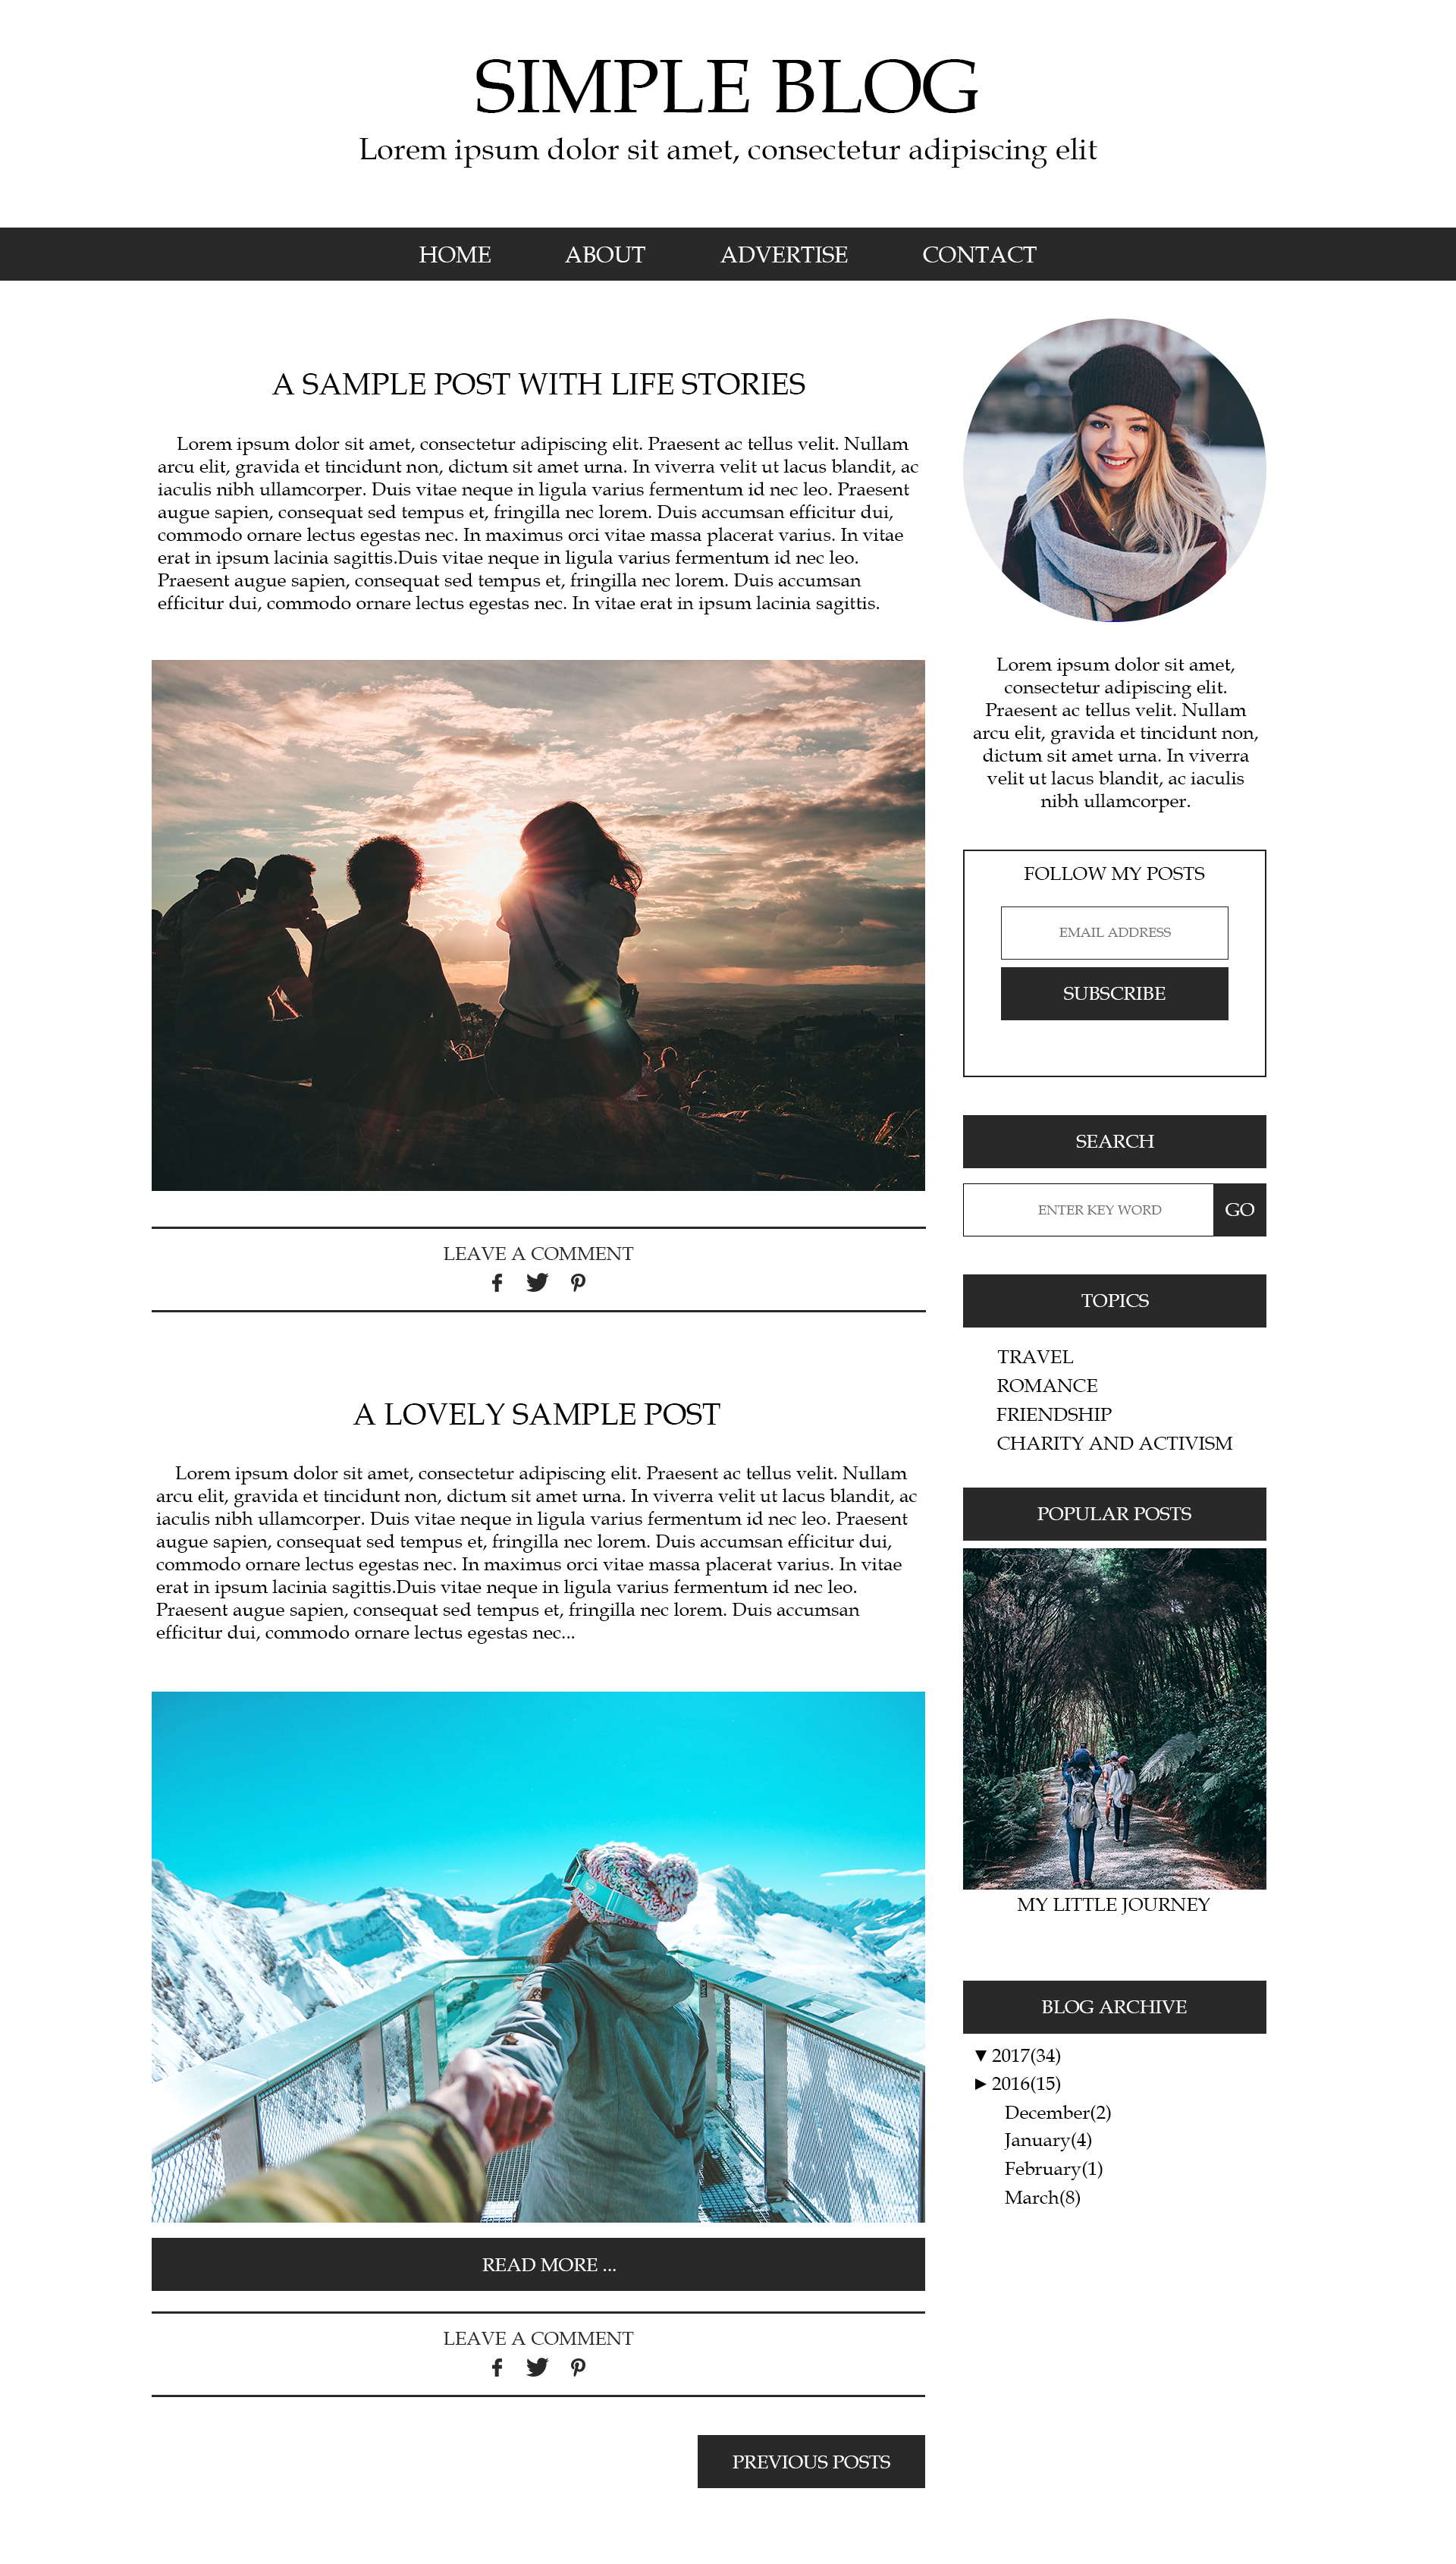 SIMPLE BLOG
Lorem ipsum dolor sit amet, consectetur adipiscing elit
HOME ABOUT ADVERTISE CONTACT
A SAMPLE POST WITH LIFE STORIES
Lorem ipsum dolor sit amet, consectetur adipiscing elit. Praesent ac tellus velit. Nullam
arcu elit, gravida et tincidunt non, dictum sit amet urna. In viverra velit ut lacus blandit, ac
iaculis nibh ullamcorper. Duis vitae neque in ligula varius fermentum id nec leo. Praesent
augue sapien, consequat sed tempus et, fringilla nec lorem. Duis accumsan efficitur dui,
commodo ornare lectus egestas nec. In maximus orci vitae massa placerat varius. In vitae
erat in ipsum lacinia sagittis.Duis vitae neque in ligula varius fermentum id nec leo.
Praesent augue sapien, consequat sed tempus et, fringilla nec lorem. Duis accumsan
efficitur dui, commodo ornare lectus egestas nec. In vitae erat in ipsum lacinia sagittis.
LEAVE A COMMENT
A LOVELY SAMPLE POST
Lorem ipsum dolor sit amet, consectetur adipiscing elit. Praesent ac tellus velit. Nullam
arcu elit, gravida et tincidunt non, dictum sit amet urna. In viverra velit ut lacus blandit, ac
iaculis nibh ullamcorper. Duis vitae neque in ligula varius fermentum id nec leo. Praesent
augue sapien, consequat sed tempus et, fringilla nec lorem. Duis accumsan efficitur dui,
commodo ornare lectus egestas nec. In maximus orci vitae massa placerat varius. In vitae
erat in ipsum lacinia sagittis.Duis vitae neque in ligula varius fermentum id nec leo.
Praesent augue sapien, consequat sed tempus et, fringilla nec lorem. Duis accumsan
efficitur dui, commodo ornare lectus egestas nec...
READ MORE ...
LEAVE A COMMENT
PREVIOUS POSTS
Lorem ipsum dolor sit amet,
consectetur adipiscing elit.
Praesent ac tellus velit. Nullam
arcu elit, gravida et tincidunt non,
dictum sit amet urna. In viverra
velit ut lacus blandit, ac iaculis
nibh ullamcorper.
FOLLOW MY POSTS
EMAIL ADDRESS
SUBSCRIBE
SEARCH
ENTER KEY WORD GO
TOPICS
TRAVEL
ROMANCE
FRIENDSHIP
CHARITY AND ACTIVISM
POPULAR POSTS
MY LITTLE JOURNEY
BLOG ARCHIVE
▼ 2017(34)
► 2016(15)
December(2)
January(4)
February(1)
March(8)